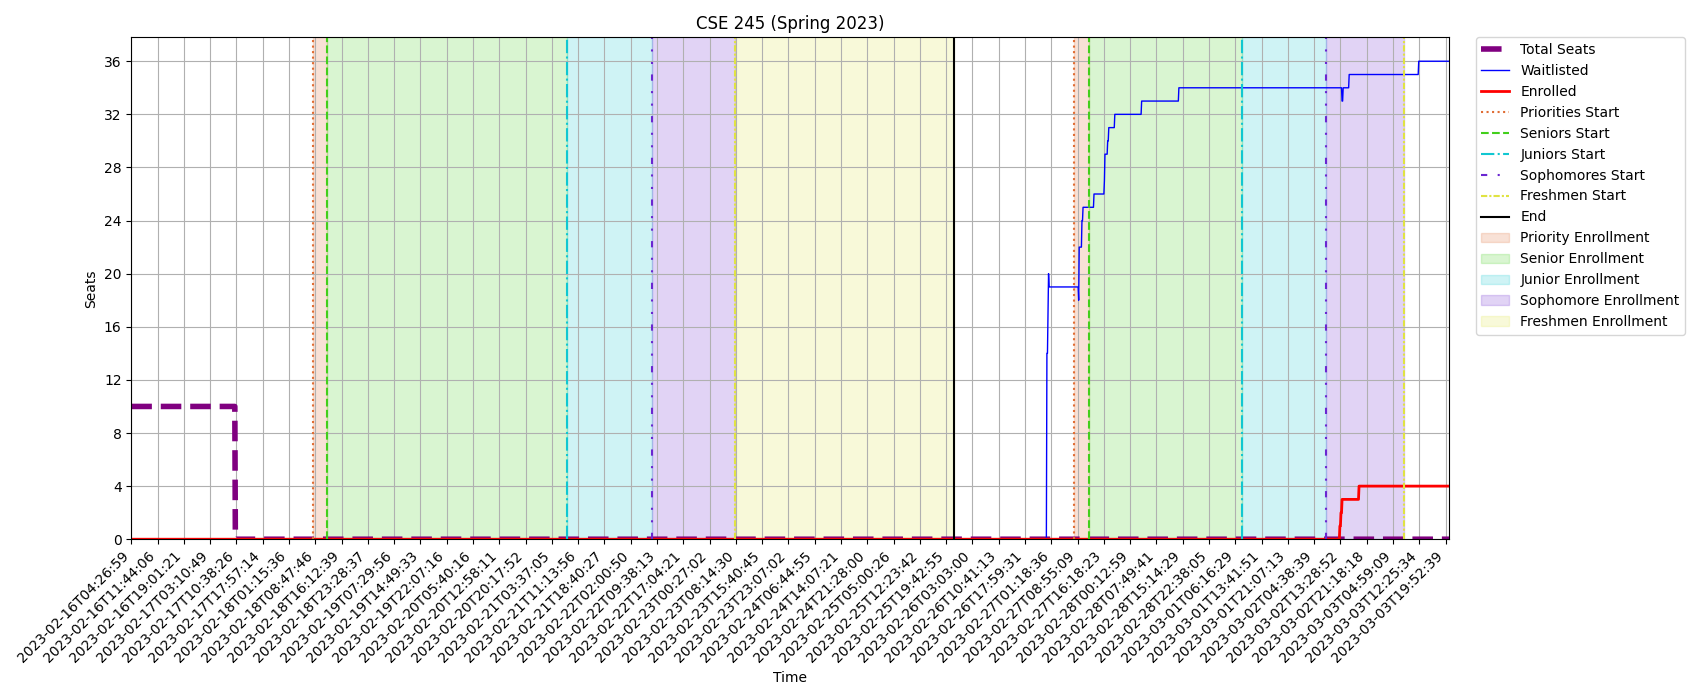 CSE 245 (Spring 2023)
Seats
36
32
28
24
20
16
12
8
4
0
2023-02-16T04:26:59
2023-02-16T11:44:06
2023-02-16T19:01:21
2023-02-17T03:10:49
2023-02-17T10:38:26
2023-02-17T17:57:14
2023-02-18T01:15:36
2023-02-18T08:47:46
2023-02-18T16:12:39
2023-02-18T23:28:37
2023-02-19T07:29:56
2023-02-19T14:49:33
2023-02-19T22:07:16
2023-02-20T05:40:16
2023-02-20T12:58:11
2023-02-20T20:17:52
2023-02-21T03:37:05
2023-02-21T11:13:56
2023-02-21T18:40:27
2023-02-22T02:00:50
2023-02-22T09:38:13
2023-02-22T17:04:21
2023-02-23T00:27:02
2023-02-23T08:14:30
2023-02-23T15:40:45
2023-02-23T23:07:02
2023-02-24T06:44:55
2023-02-24T14:07:21
2023-02-24T21:28:00
2023-02-25T05:00:26
2023-02-25T12:23:42
2023-02-25T19:42:55
2023-02-26T03:03:00
2023-02-26T10:41:13
2023-02-26T17:59:31
2023-02-27T01:18:36
2023-02-27T08:55:09
2023-02-27T16:18:23
2023-02-28T00:12:59
2023-02-28T07:49:41
2023-02-28T15:14:29
2023-02-28T22:38:05
2023-03-01T06:16:29
2023-03-01T13:41:51
2023-03-01T21:07:13
2023-03-02T04:38:39
2023-03-02T13:28:52
2023-03-02T21:18:18
2023-03-03T04:59:09
2023-03-03T12:25:34
2023-03-03T19:52:39
Time
Total Seats
Waitlisted
Enrolled
Priorities Start
Seniors Start
Juniors Start
Sophomores Start
Freshmen Start
End
Priority Enrollment
Senior Enrollment
Junior Enrollment
Sophomore Enrollment
Freshmen Enrollment